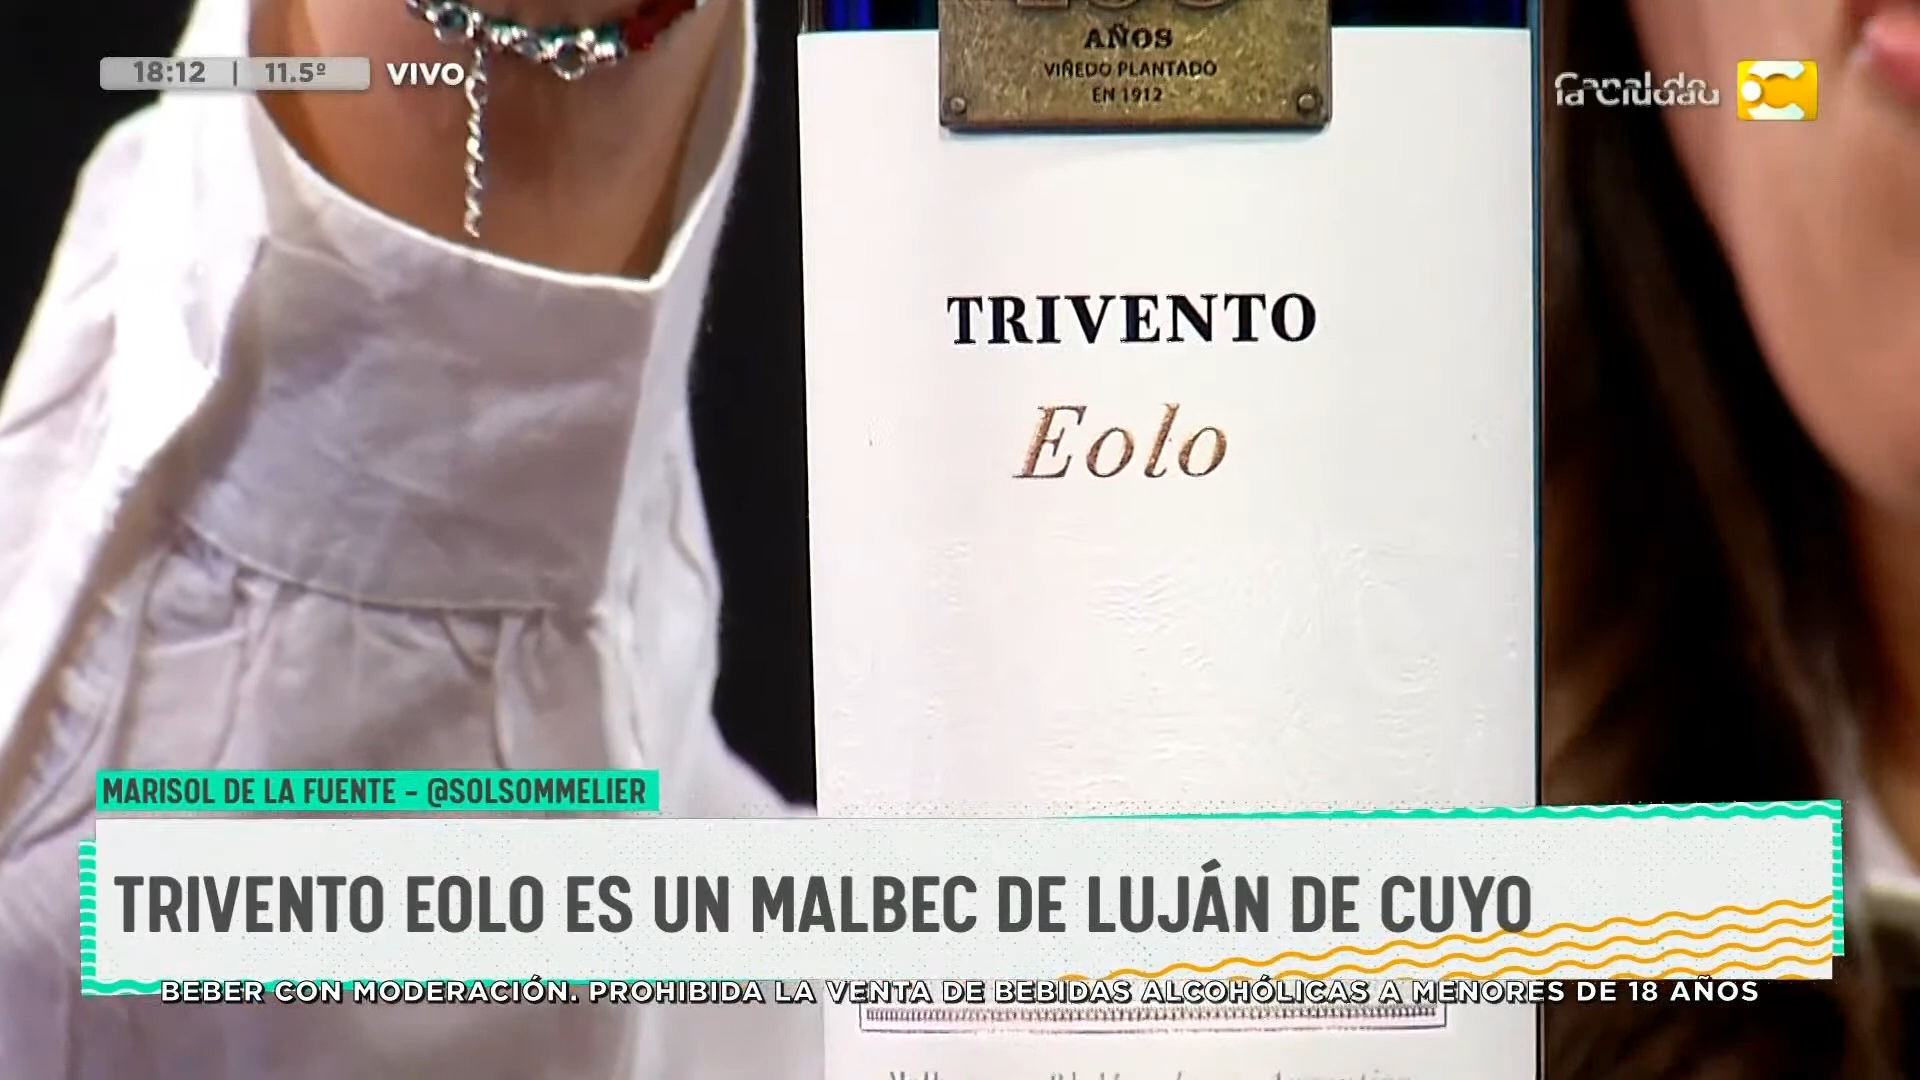 AÑOS
VIÑEDO PLANTADO
EN 1912
18:12 | 11.5º VIVO
la Ciudad
TRIVENTO
Eolo
MARISOL DE LA FUENTE - @SOLSOMMELIER
TRIVENTO EOLO ES UN MALBEC DE LUJÁN DE CUYO
BEBER CON MODERACIÓN. PROHIBIDA LA VENTA DE BEBIDAS ALCOHÓLICAS A MENORES DE 18 AÑOS